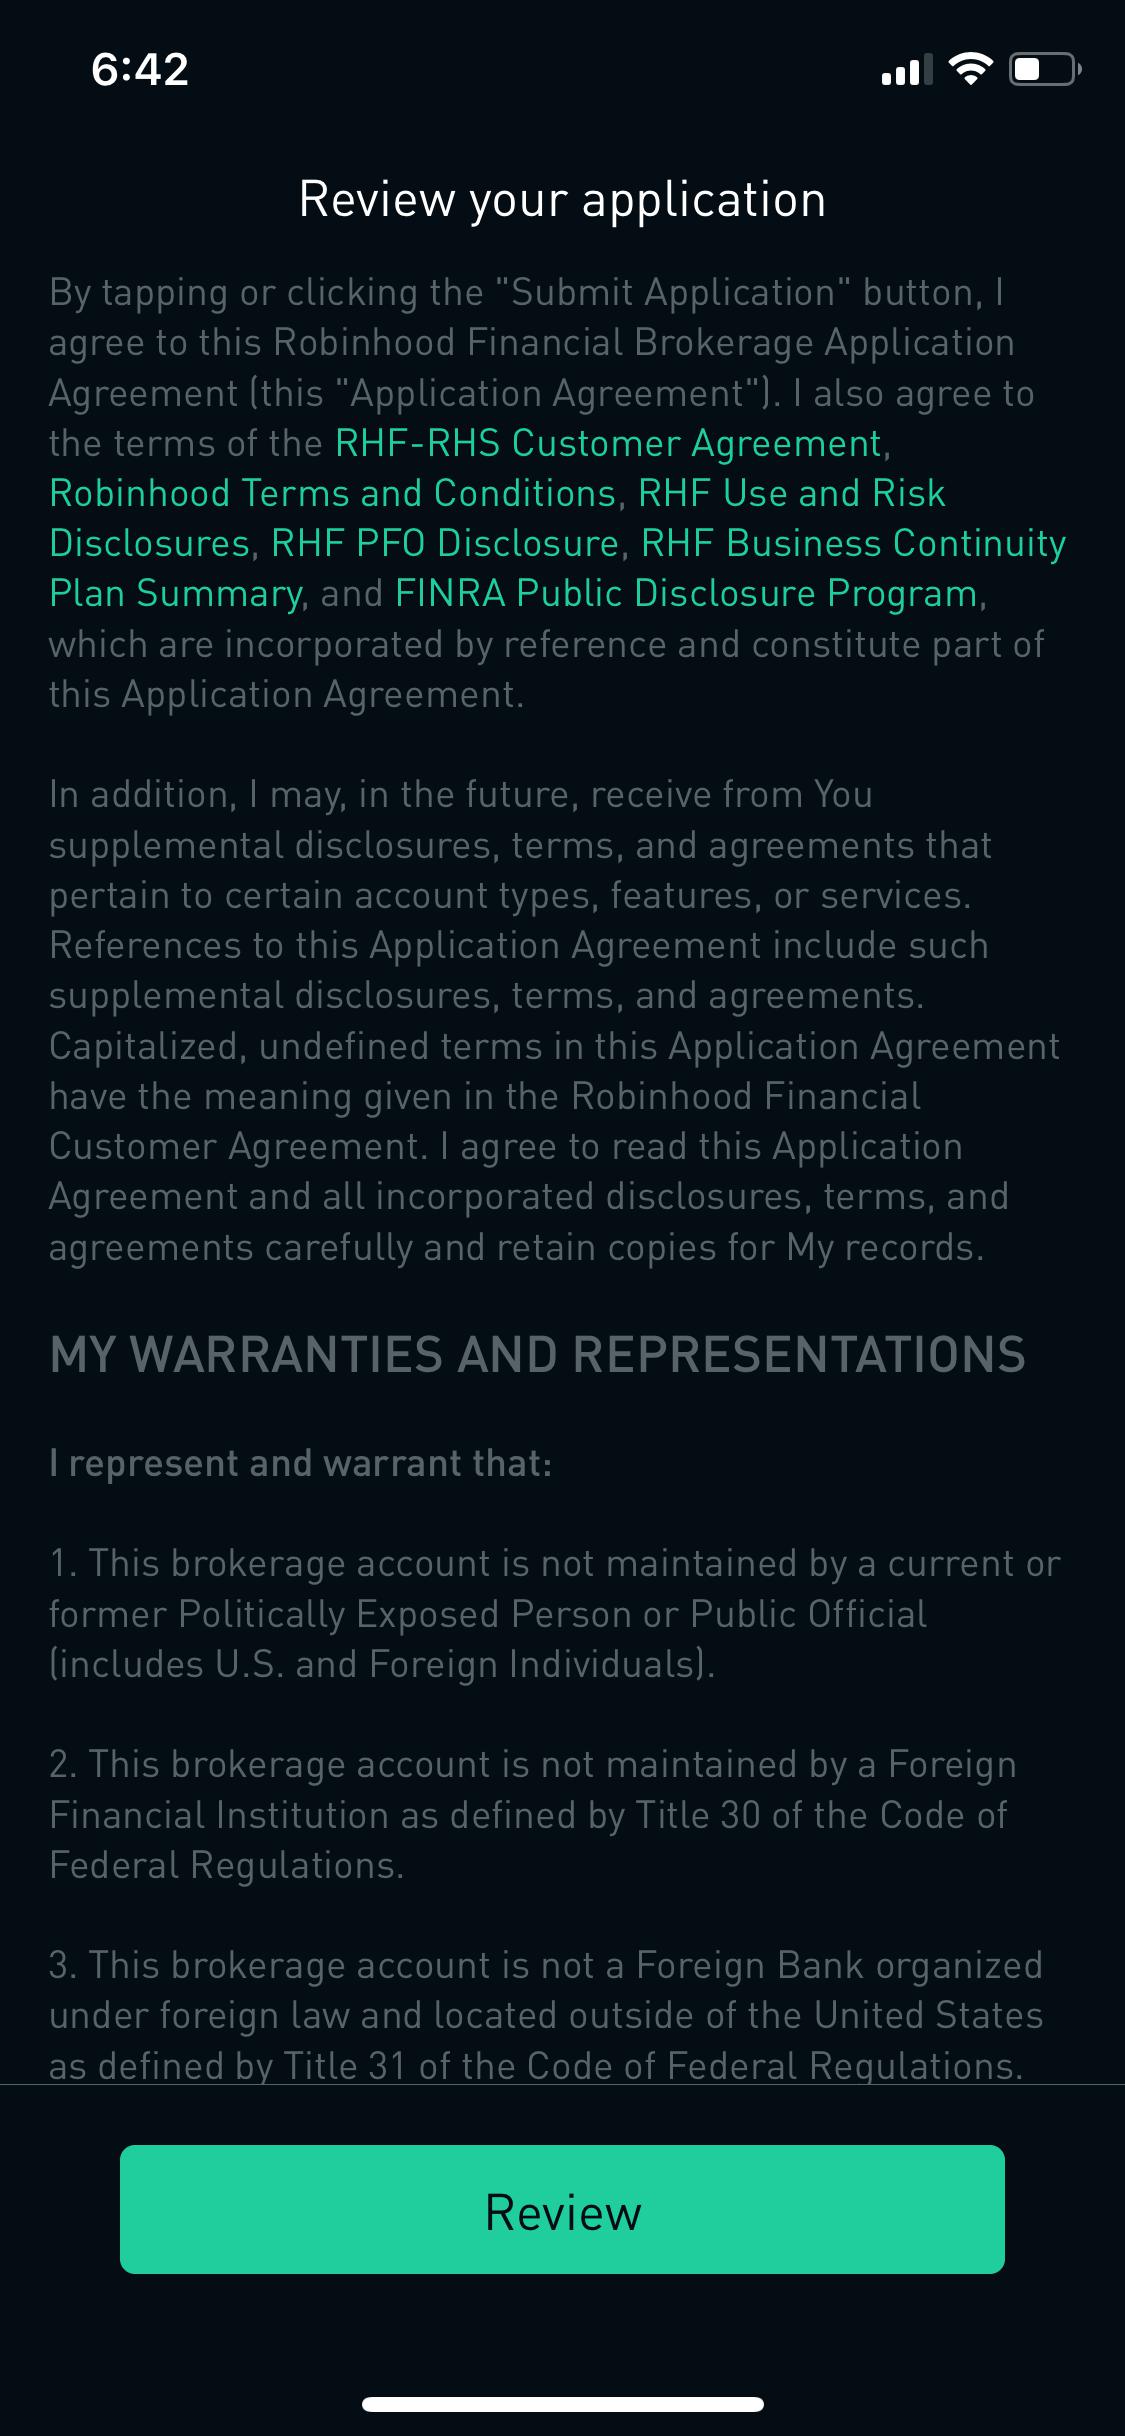 6:42
Review your application
By tapping or clicking the "Submit Application" button, I
agree to this Robinhood Financial Brokerage Application
Agreement (this "Application Agreement"). I also agree to
the terms of the RHF-RHS Customer Agreement,
Robinhood Terms and Conditions, RHF Use and Risk
Disclosures, RHF PFO Disclosure, RHF Business Continuity
Plan Summary, and FINRA Public Disclosure Program,
which are incorporated by reference and constitute part of
this Application Agreement.
In addition, I may, in the future, receive from You
supplemental disclosures, terms, and agreements that
pertain to certain account types, features, or services.
References to this Application Agreement include such
supplemental disclosures, terms, and agreements.
Capitalized, undefined terms in this Application Agreement
have the meaning given in the Robinhood Financial
Customer Agreement. I agree to read this Application
Agreement and all incorporated disclosures, terms, and
agreements carefully and retain copies for My records.
MY WARRANTIES AND REPRESENTATIONS
I represent and warrant that:
1. This brokerage account is not maintained by a current or
former Politically Exposed Person or Public Official
(includes U.S. and Foreign Individuals).
2. This brokerage account is not maintained by a Foreign
Financial Institution as defined by Title 30 of the Code of
Federal Regulations.
3. This brokerage account is not a Foreign Bank organized
under foreign law and located outside of the United States
as defined by Title 31 of the Code of Federal Regulations.
Review